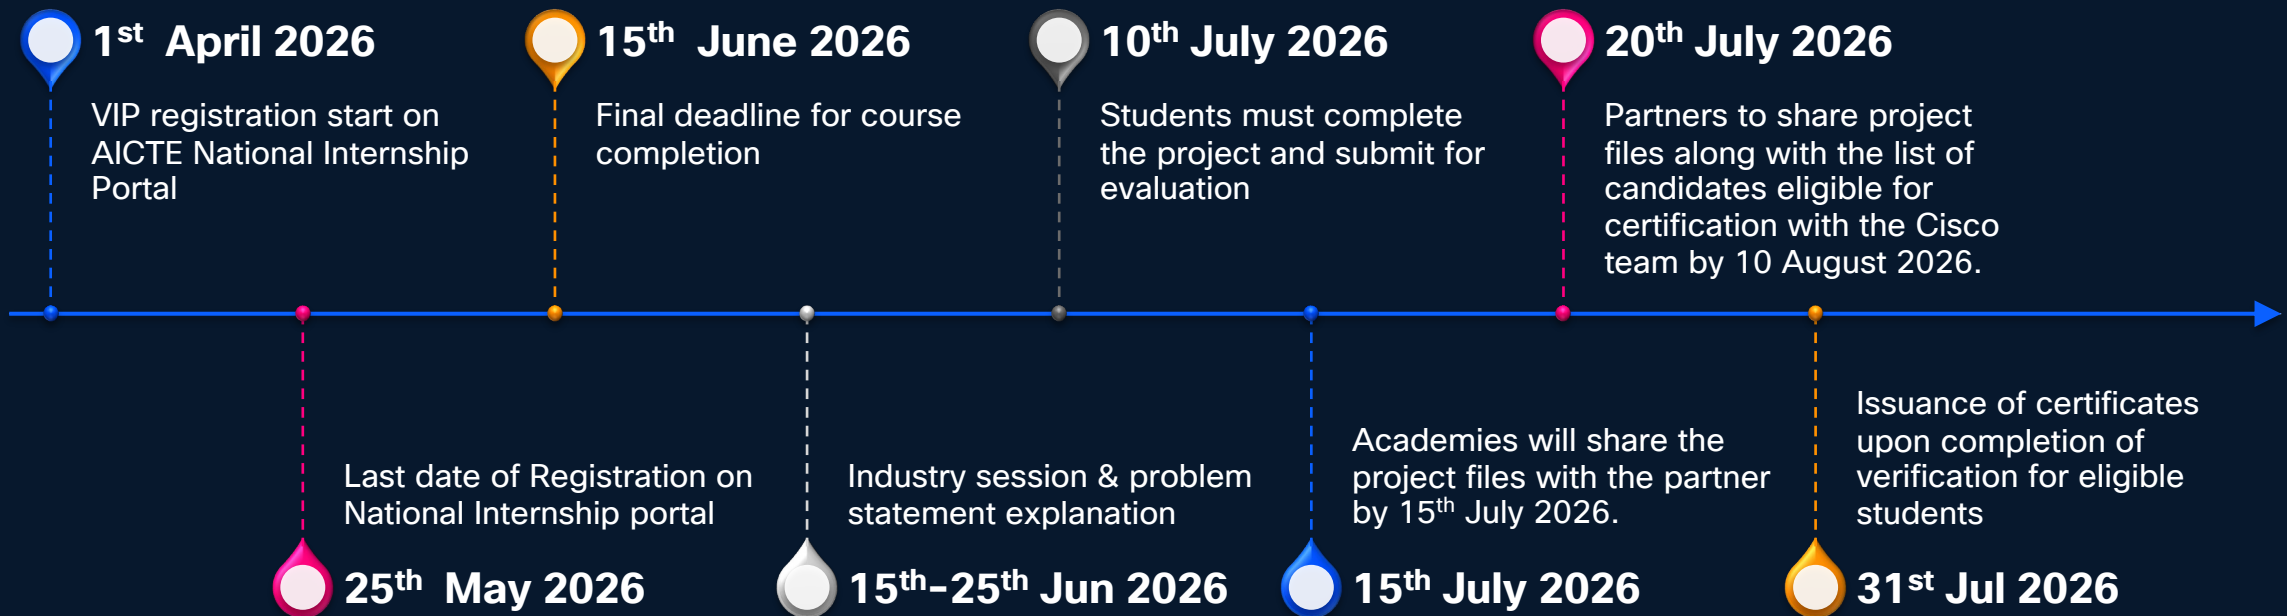 1st April 2026
VIP registration start on
AICTE National Internship
Portal
15th June 2026
Final deadline for course
completion
10th July 2026
Students must complete
the project and submit for
evaluation
20th July 2026
Partners to share project
files along with the list of
candidates eligible for
certification with the Cisco
team by 10 August 2026.
Last date of Registration on
National Internship portal
25th May 2026
Industry session & problem
statement explanation
15th-25th Jun 2026
Academies will share the
project files with the partner
by 15th July 2026.
15th July 2026
Issuance of certificates
upon completion of
verification for eligible
students
31st Jul 2026